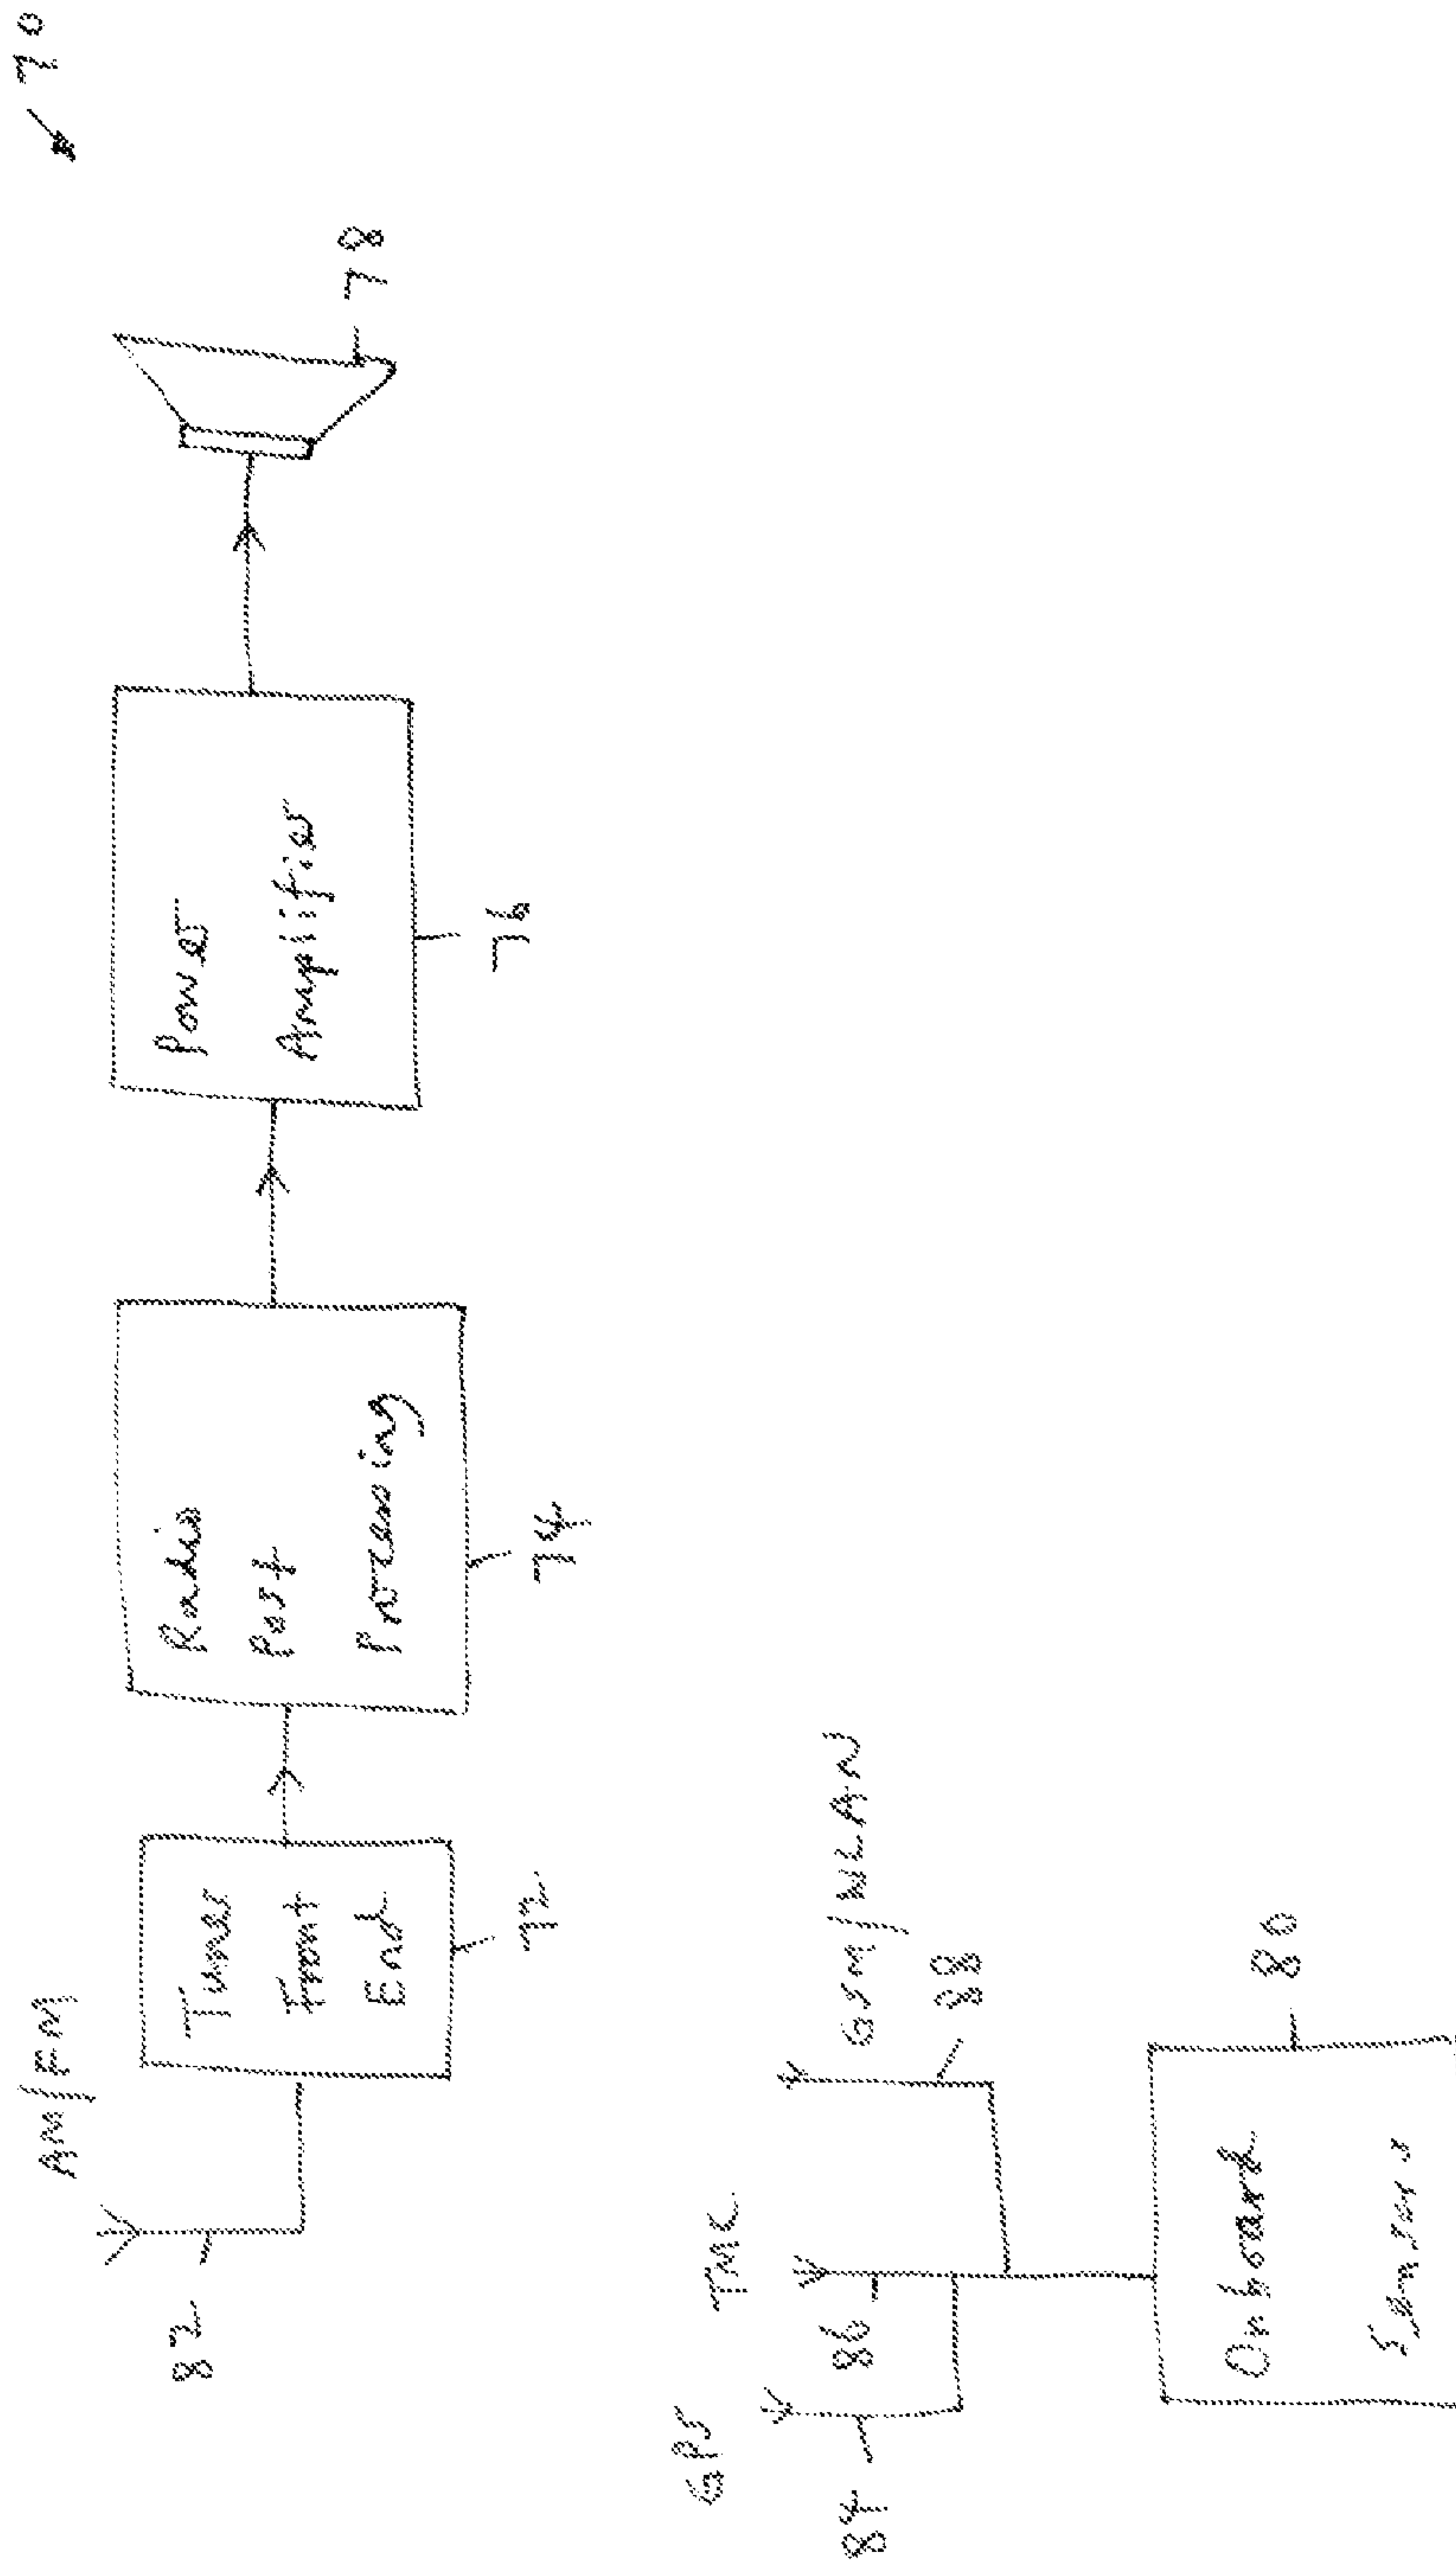 70
AM/FM
82
Tuner
Front
End
72
Radio
Post
Processing
74
Power
Amplifier
76
78
GPS
TMC
GSM/WLAN
84
86
88
Onboard
Sensors
80